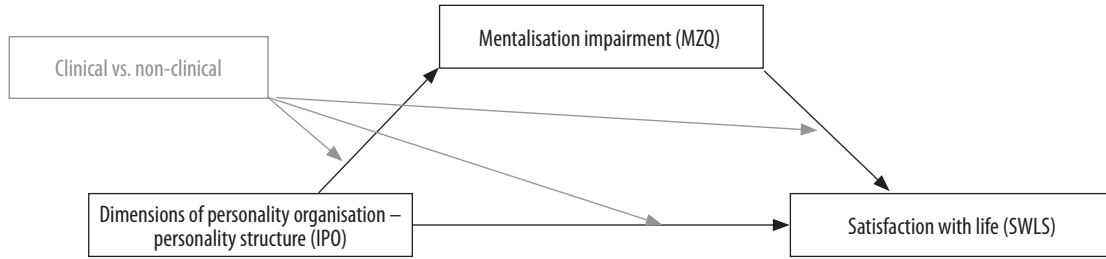 Mentalisation impairment (MZQ)
Clinical vs. non-clinical
Dimensions of personality organisation –
personality structure (IPO)
Satisfaction with life (SWLS)